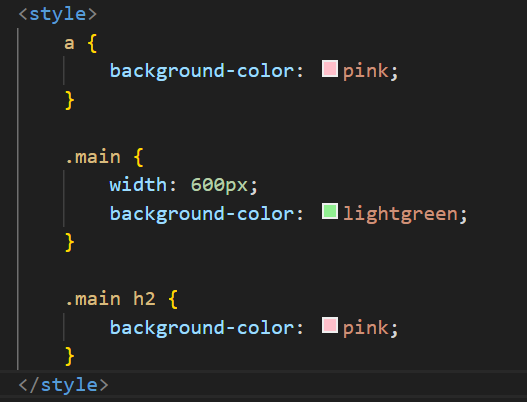 <style>
a {
background-color: pink;
}
.main {
width: 600px;
background-color: lightgreen;
}
.main h2 {
background-color: pink;
}
</style>